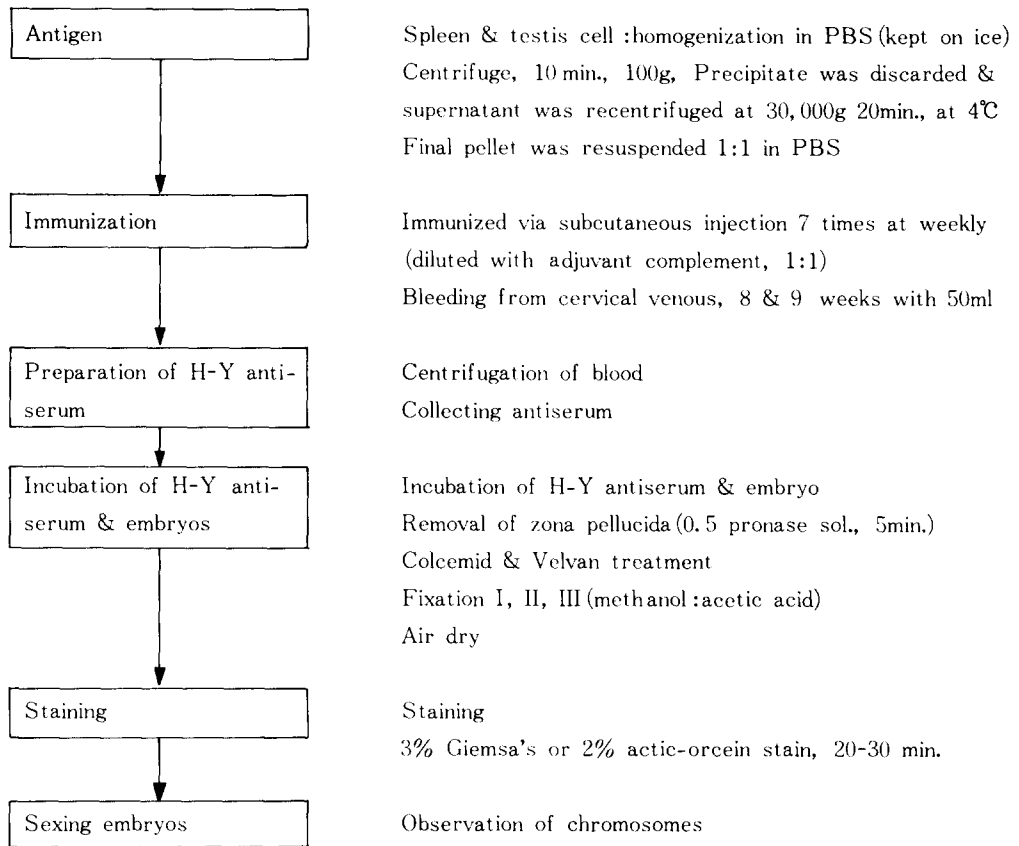 Antigen
Spleen & testis cell :homogenization in PBS (kept on ice)
Centrifuge, 10 min., 100g, Precipitate was discarded &
supernatant was recentrifuged at 30,000g 20min., at 4℃
Final pellet was resuspended 1:1 in PBS
Immunization
Immunized via subcutaneous injection 7 times at weekly
(diluted with adjuvant complement, 1:1)
Bleeding from cervical venous, 8 & 9 weeks with 50ml
Preparation of H-Y anti-
serum
Centrifugation of blood
Collecting antiserum
Incubation of H-Y anti-
serum & embryos
Incubation of H-Y antiserum & embryo
Removal of zona pellucida (0.5 pronase sol., 5min.)
Colcemid & Velvan treatment
Fixation I, II, III (methanol :acetic acid)
Air dry
Staining
Staining
3% Giemsa's or 2% actic-orcein stain, 20-30 min.
Sexing embryos
Observation of chromosomes